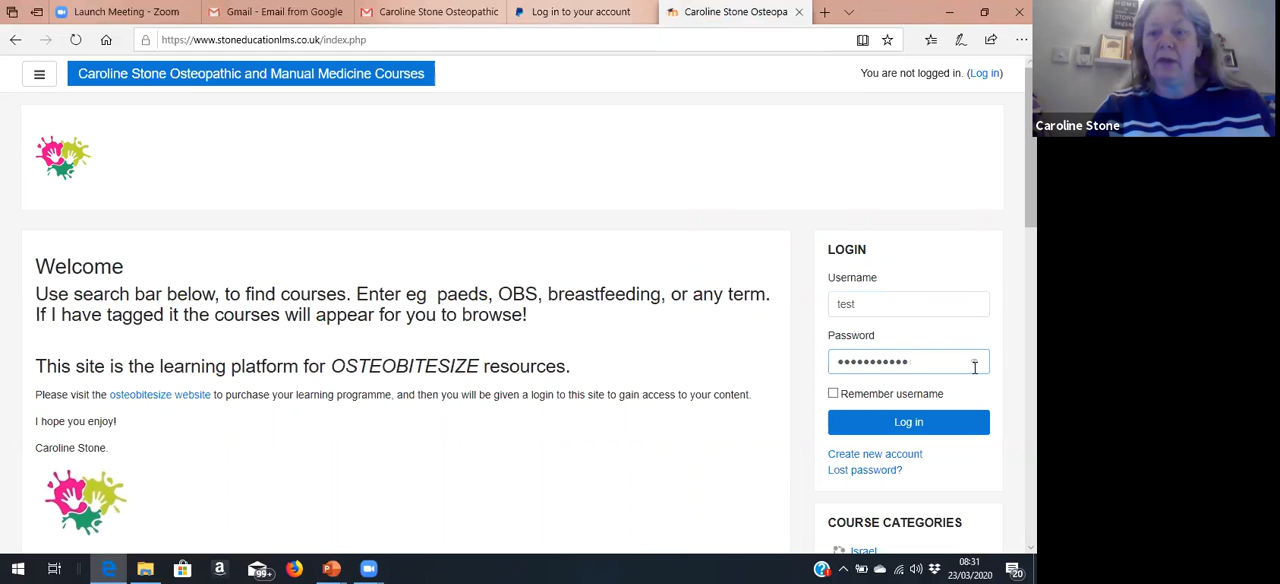 Launch Meeting - Zoom
Gmail - Email from Google
Caroline Stone Osteopathic
Log in to your account
Caroline Stone Osteopa
https://www.stoneducationlms.co.uk/index.php
Caroline Stone Osteopathic and Manual Medicine Courses
You are not logged in. (Log in)
Caroline Stone
Welcome
Use search bar below, to find courses. Enter eg paeds, OBS, breastfeeding, or any term.
If I have tagged it the courses will appear for you to browse!
This site is the learning platform for OSTEOBITESIZE resources.
Please visit the osteobitesize website to purchase your learning programme, and then you will be given a login to this site to gain access to your content.
I hope you enjoy!
Caroline Stone.
LOGIN
Username
test
Password
•••••••••••
Remember username
Log in
Create new account
Lost password?
COURSE CATEGORIES
Israel
99+
08:31
23/03/2020
20